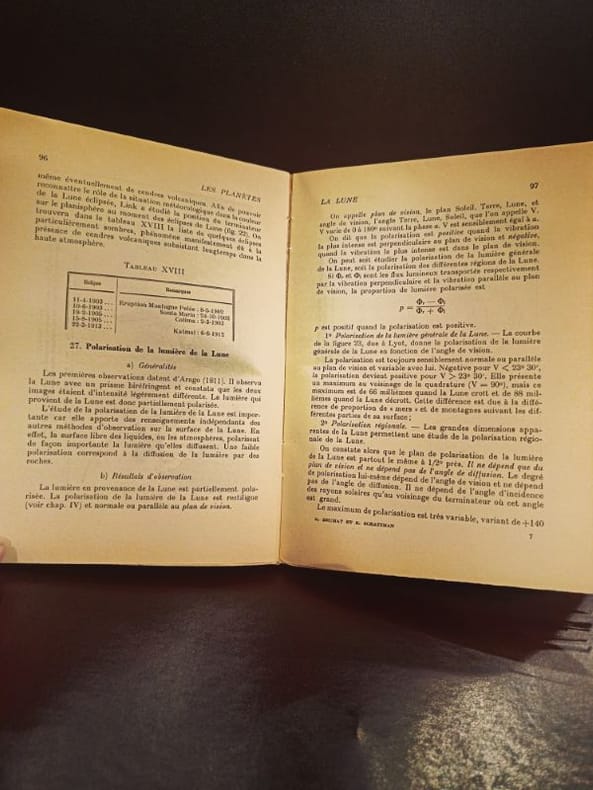 96
LES PLANÈTES
même éventuellement de cendres volcaniques. Afin de pouvoir
reconnaître le rôle de la situation météorologique dans la couleur
de la Lune éclipsée, Link a étudié la position du terminateur
sur le planisphère au moment des éclipses de Lune (fig. 22). On
trouvera dans le tableau XVIII la liste de quelques éclipses
particulièrement sombres, phénomène manifestement dû à la
présence de cendres volcaniques subsistant longtemps dans la
haute atmosphère.
TABLEAU XVIII
Eclipse
Remarques
11-4-1903 ...
Eruption Montagne Pelée : 8-5-1902
Santa Maria : 24-10-1902
Colima :
Katmaï : 6-6-1912
27. Polarisation de la lumière de la Lune
a) Généralités
Les premières observations datent d'Arago (1811). Il observa
la Lune avec un prisme biréfringent et constata que les deux
images étaient d'intensité légèrement différente. La lumière qui
provient de la Lune est donc partiellement polarisée.
L'étude de la polarisation de la lumière de la Lune est impor-
tante car elle apporte des renseignements indépendants des
autres méthodes d'observation sur la surface de la Lune. En
effet, la surface libre des liquides, ou les atmosphères, polarisent
de façon importante la lumière qu'elles diffusent. Une faible
polarisation correspond à la diffusion de la lumière par des
roches.
b) Résultats d'observation
La lumière en provenance de la Lune est partiellement pola-
risée. La polarisation de la lumière de la Lune est rectiligne
(voir chap. IV) et normale ou parallèle au plan de vision.
LA LUNE
97
On appelle plan de vision, le plan Soleil, Terre, Lune, et
angle de vision, l'angle Terre, Lune, Soleil, que l'on appelle V.
V varie de 0 à 180° suivant la phase α. V est sensiblement égal à α.
On dit que la polarisation est positive quand la vibration
la plus intense est perpendiculaire au plan de vision et négative,
quand la vibration la plus intense est dans le plan de vision.
On peut soit étudier la polarisation de la lumière générale
de la Lune, soit la polarisation des différentes régions de la Lune.
Si Φ et Φ sont les flux lumineux transportés respectivement
par la vibration perpendiculaire et la vibration parallèle au plan
de vision, la proportion de lumière polarisée est
p = Φ — Φ / Φ + Φ
p est positif quand la polarisation est positive.
1° Polarisation de la lumière générale de la Lune. — La courbe
de la figure 23, due à Lyot, donne la polarisation de la lumière
générale de la Lune en fonction de l'angle de vision.
La polarisation est toujours sensiblement normale ou parallèle
au plan de vision et variable avec lui. Négative pour V < 23° 30',
la polarisation devient positive pour V > 23° 30'. Elle présente
un maximum au voisinage de la quadrature (V = 90°), mais ce
maximum est de 66 millièmes quand la Lune croît et de 88 mil-
lièmes quand la Lune décroît. Cette différence est due à la diffé-
rence de proportion de « mers » et de montagnes suivant les dif-
férentes parties de sa surface ;
2° Polarisation régionale. — Les grandes dimensions appa-
rentes de la Lune permettent une étude de la polarisation régio-
nale de la Lune.
On constate alors que le plan de polarisation de la lumière
de la Lune est partout le même à 1/2° près. Il ne dépend que du
plan de vision et ne dépend pas de l'angle de diffusion. Le degré
de polarisation lui-même dépend de l'angle de vision et ne dépend
pas de l'angle de diffusion. Il ne dépend de l'angle d'incidence
des rayons solaires qu'au voisinage du terminateur où cet angle
est grand.
Le maximum de polarisation est très variable, variant de +140
G. BRUHAT ET E. SCHATZMAN
7